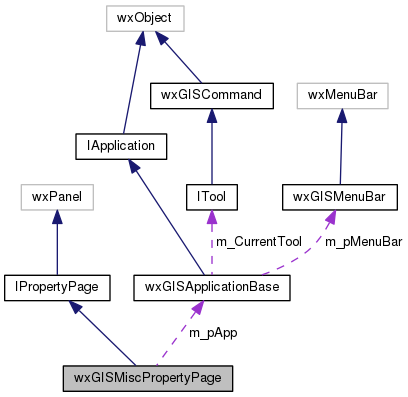 wxObject
wxGISCommand
wxMenuBar
IApplication
wxPanel
ITool
wxGISMenuBar
m_CurrentTool
m_pMenuBar
IPropertyPage
wxGISApplicationBase
m_pApp
wxGISMiscPropertyPage